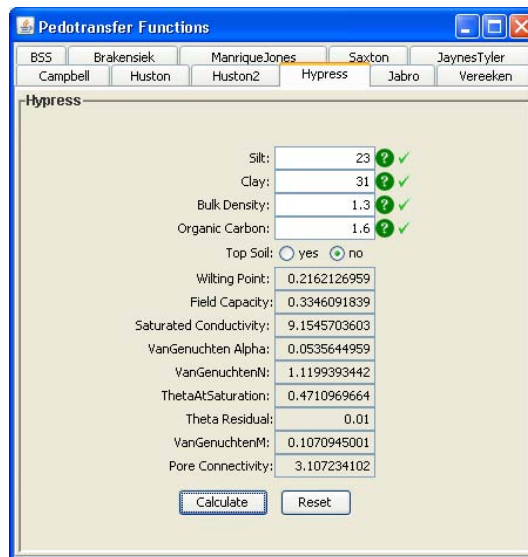 Pedotransfer Functions
BSS Brakensiek ManriqueJones Saxton JaynesTyler
Campbell Huston Huston2 Hypress Jabro Vereeken
Hypress
Silt: 23 ?
Clay: 31 ?
Bulk Density: 1.3 ?
Organic Carbon: 1.6 ?
Top Soil: yes no
Wilting Point: 0.2162126959
Field Capacity: 0.3346091839
Saturated Conductivity: 9.1545703603
VanGenuchten Alpha: 0.0535644959
VanGenuchtenN: 1.1199393442
ThetaAtSaturation: 0.4710969664
Theta Residual: 0.01
VanGenuchtenM: 0.1070945001
Pore Connectivity: 3.107234102
Calculate Reset